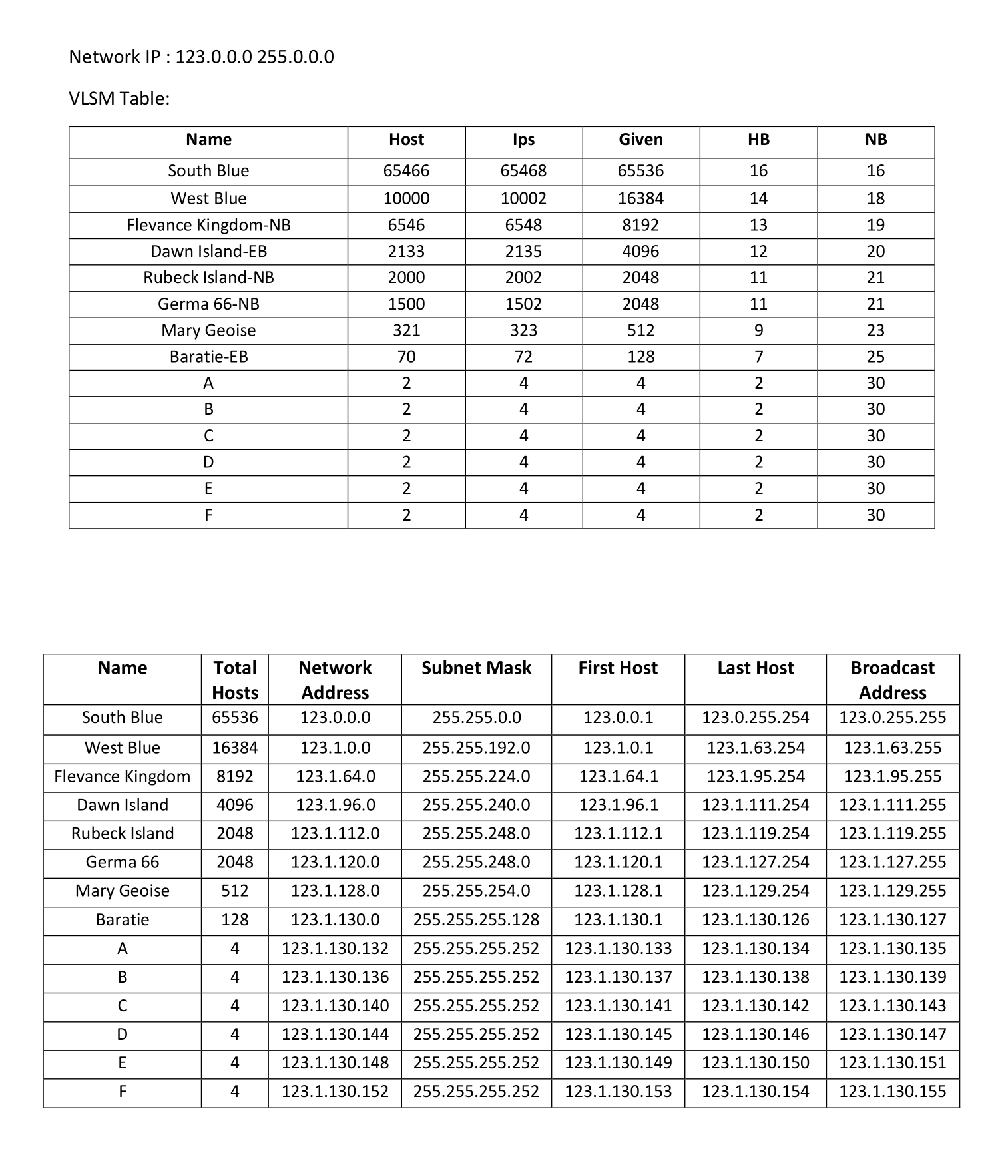 Network IP : 123.0.0.0 255.0.0.0
VLSM Table:
Name Host Ips Given HB NB
South Blue 65466 65468 65536 16 16
West Blue 10000 10002 16384 14 18
Flevance Kingdom-NB 6546 6548 8192 13 19
Dawn Island-EB 2133 2135 4096 12 20
Rubeck Island-NB 2000 2002 2048 11 21
Germa 66-NB 1500 1502 2048 11 21
Mary Geoise 321 323 512 9 23
Baratie-EB 70 72 128 7 25
A 2 4 4 2 30
B 2 4 4 2 30
C 2 4 4 2 30
D 2 4 4 2 30
E 2 4 4 2 30
F 2 4 4 2 30
Name Total Hosts Network Address Subnet Mask First Host Last Host Broadcast Address
South Blue 65536 123.0.0.0 255.255.0.0 123.0.0.1 123.0.255.254 123.0.255.255
West Blue 16384 123.1.0.0 255.255.192.0 123.1.0.1 123.1.63.254 123.1.63.255
Flevance Kingdom 8192 123.1.64.0 255.255.224.0 123.1.64.1 123.1.95.254 123.1.95.255
Dawn Island 4096 123.1.96.0 255.255.240.0 123.1.96.1 123.1.111.254 123.1.111.255
Rubeck Island 2048 123.1.112.0 255.255.248.0 123.1.112.1 123.1.119.254 123.1.119.255
Germa 66 2048 123.1.120.0 255.255.248.0 123.1.120.1 123.1.127.254 123.1.127.255
Mary Geoise 512 123.1.128.0 255.255.254.0 123.1.128.1 123.1.129.254 123.1.129.255
Baratie 128 123.1.130.0 255.255.255.128 123.1.130.1 123.1.130.126 123.1.130.127
A 4 123.1.130.132 255.255.255.252 123.1.130.133 123.1.130.134 123.1.130.135
B 4 123.1.130.136 255.255.255.252 123.1.130.137 123.1.130.138 123.1.130.139
C 4 123.1.130.140 255.255.255.252 123.1.130.141 123.1.130.142 123.1.130.143
D 4 123.1.130.144 255.255.255.252 123.1.130.145 123.1.130.146 123.1.130.147
E 4 123.1.130.148 255.255.255.252 123.1.130.149 123.1.130.150 123.1.130.151
F 4 123.1.130.152 255.255.255.252 123.1.130.153 123.1.130.154 123.1.130.155